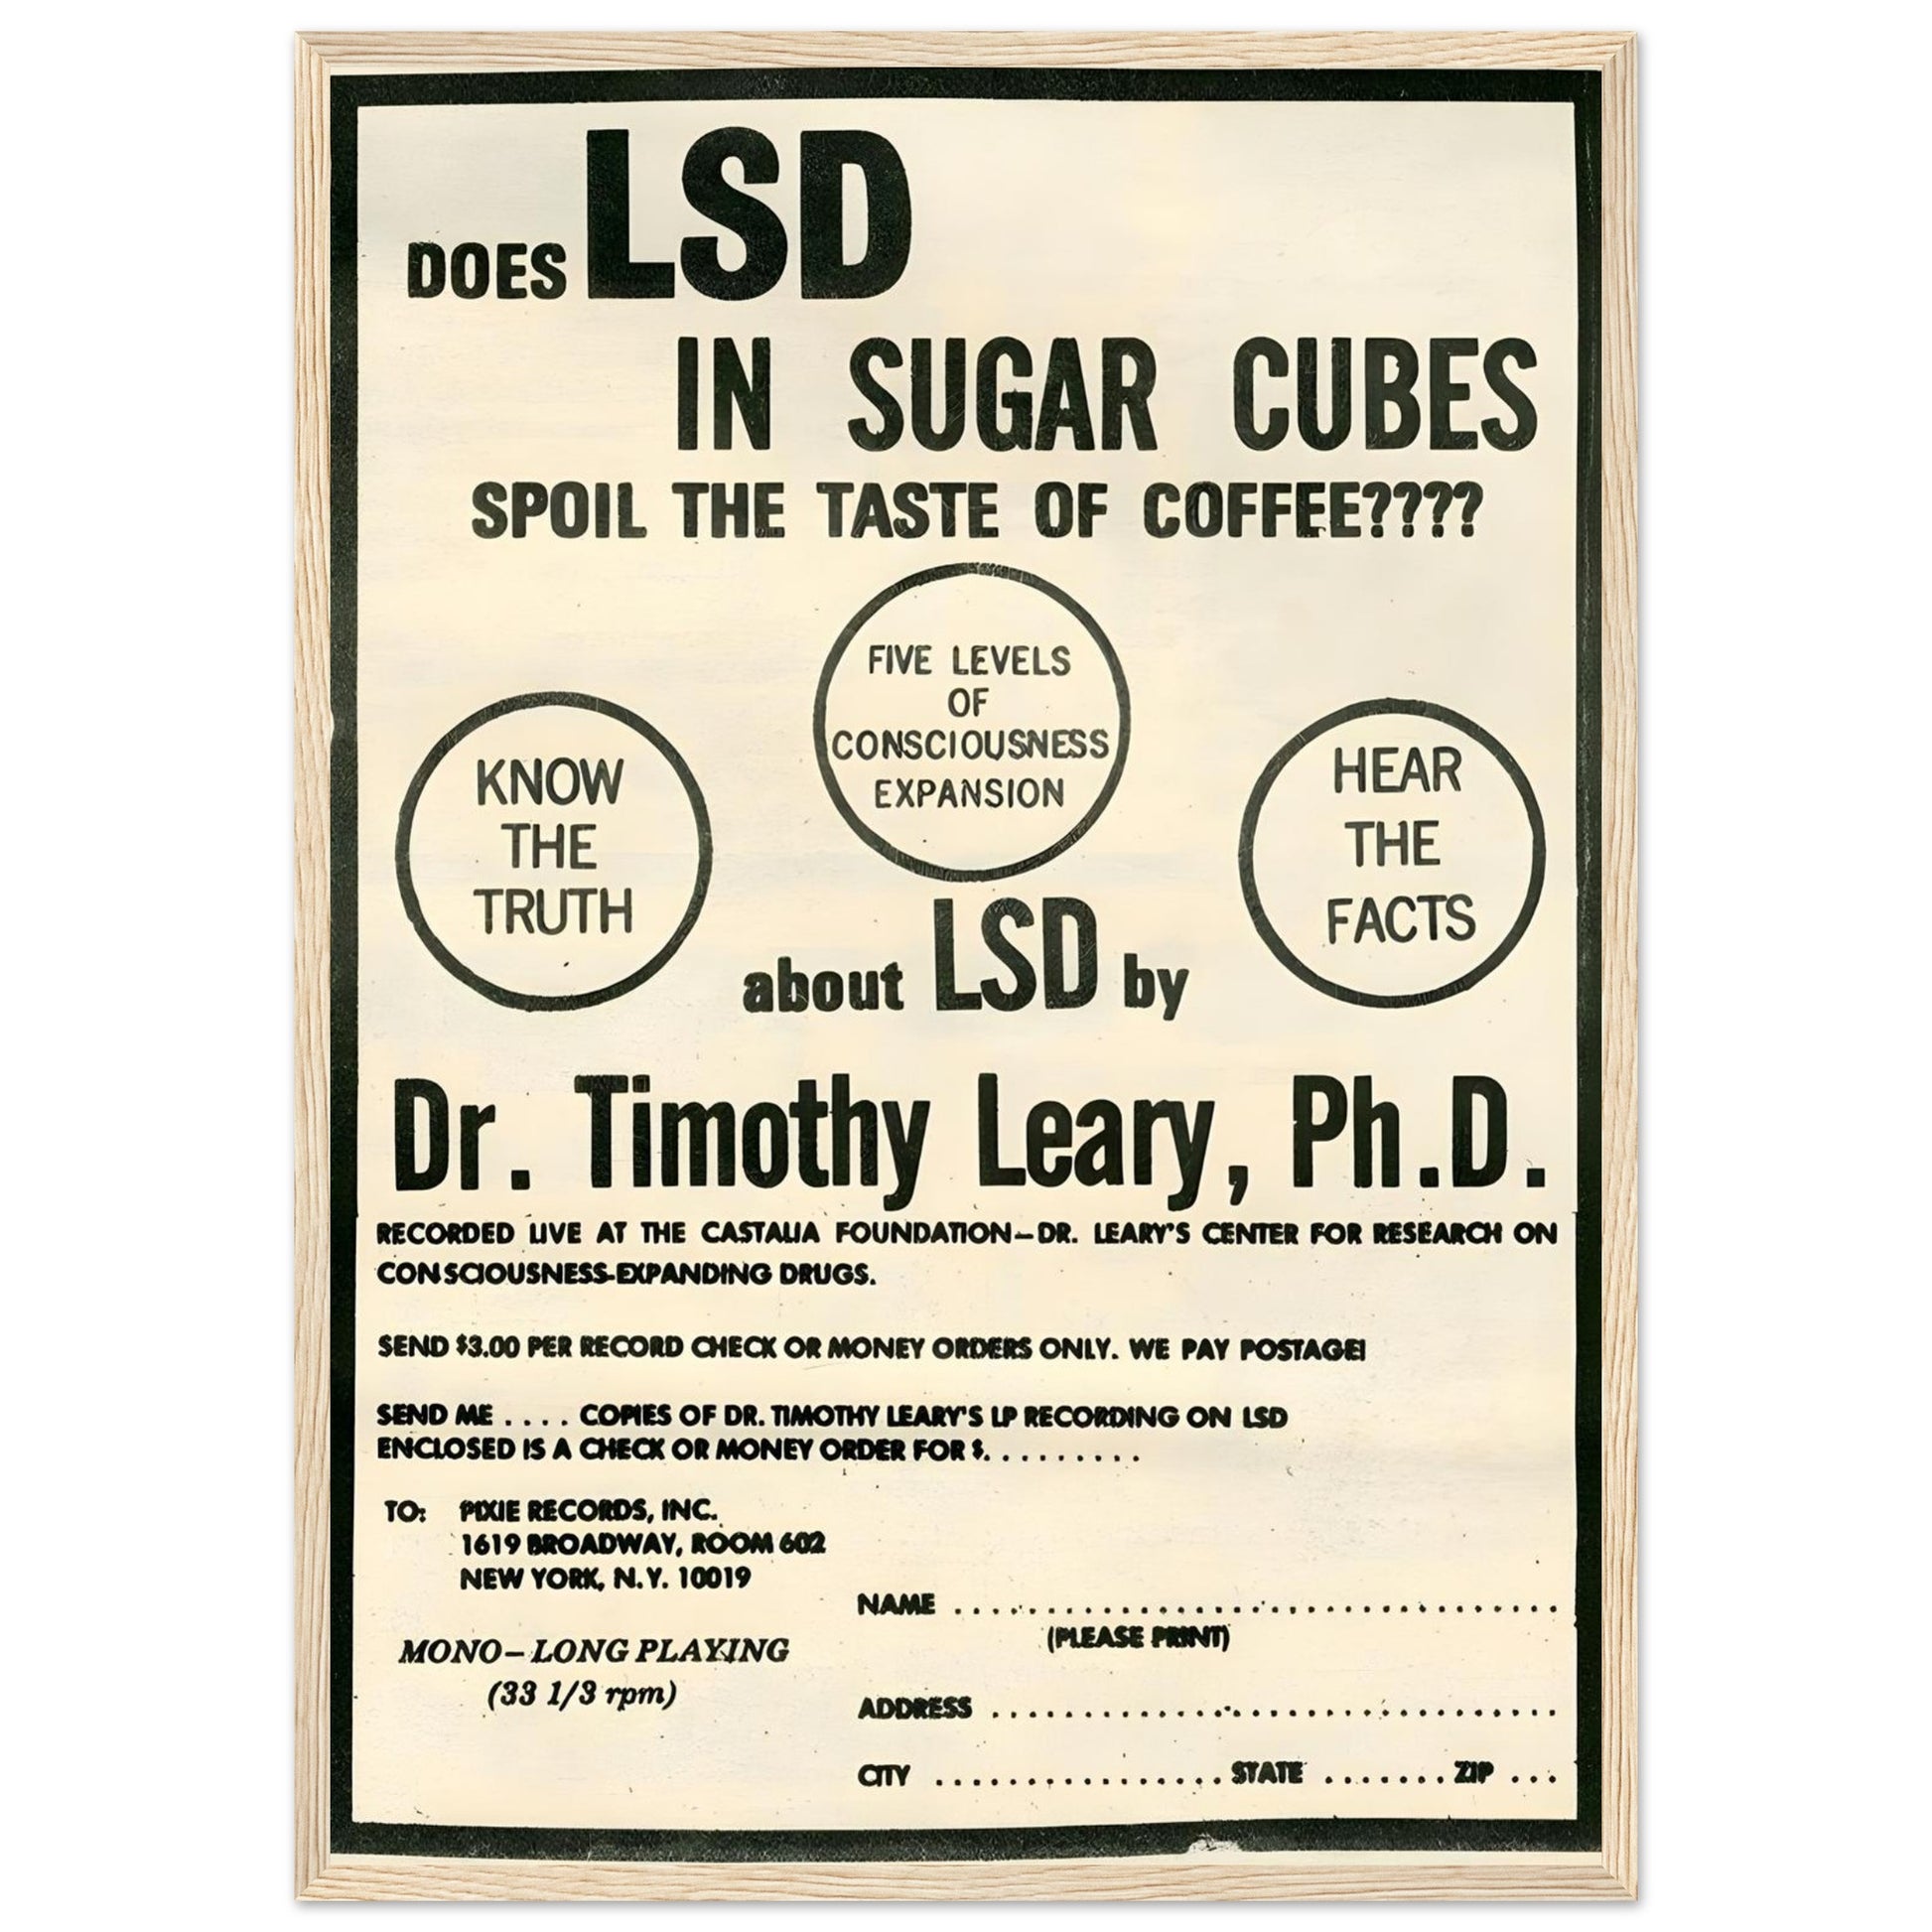 DOES LSD
IN SUGAR CUBES
SPOIL THE TASTE OF COFFEE????
FIVE LEVELS
OF
CONSCIOUSNESS
EXPANSION
KNOW
THE
TRUTH
HEAR
THE
FACTS
about LSD by
Dr. Timothy Leary, Ph.D.
RECORDED LIVE AT THE CASTALIA FOUNDATION—DR. LEARY'S CENTER FOR RESEARCH ON
CONSCIOUSNESS-EXPANDING DRUGS.
SEND $3.00 PER RECORD CHECK OR MONEY ORDERS ONLY. WE PAY POSTAGE!
SEND ME .... COPIES OF DR. TIMOTHY LEARY'S LP RECORDING ON LSD
ENCLOSED IS A CHECK OR MONEY ORDER FOR $.........
TO: PIXIE RECORDS, INC.
1619 BROADWAY, ROOM 602
NEW YORK, N.Y. 10019
MONO—LONG PLAYING
(33 1/3 rpm)
NAME ..................................
(PLEASE PRINT)
ADDRESS ................................
CITY ................ STATE ....... ZIP ...